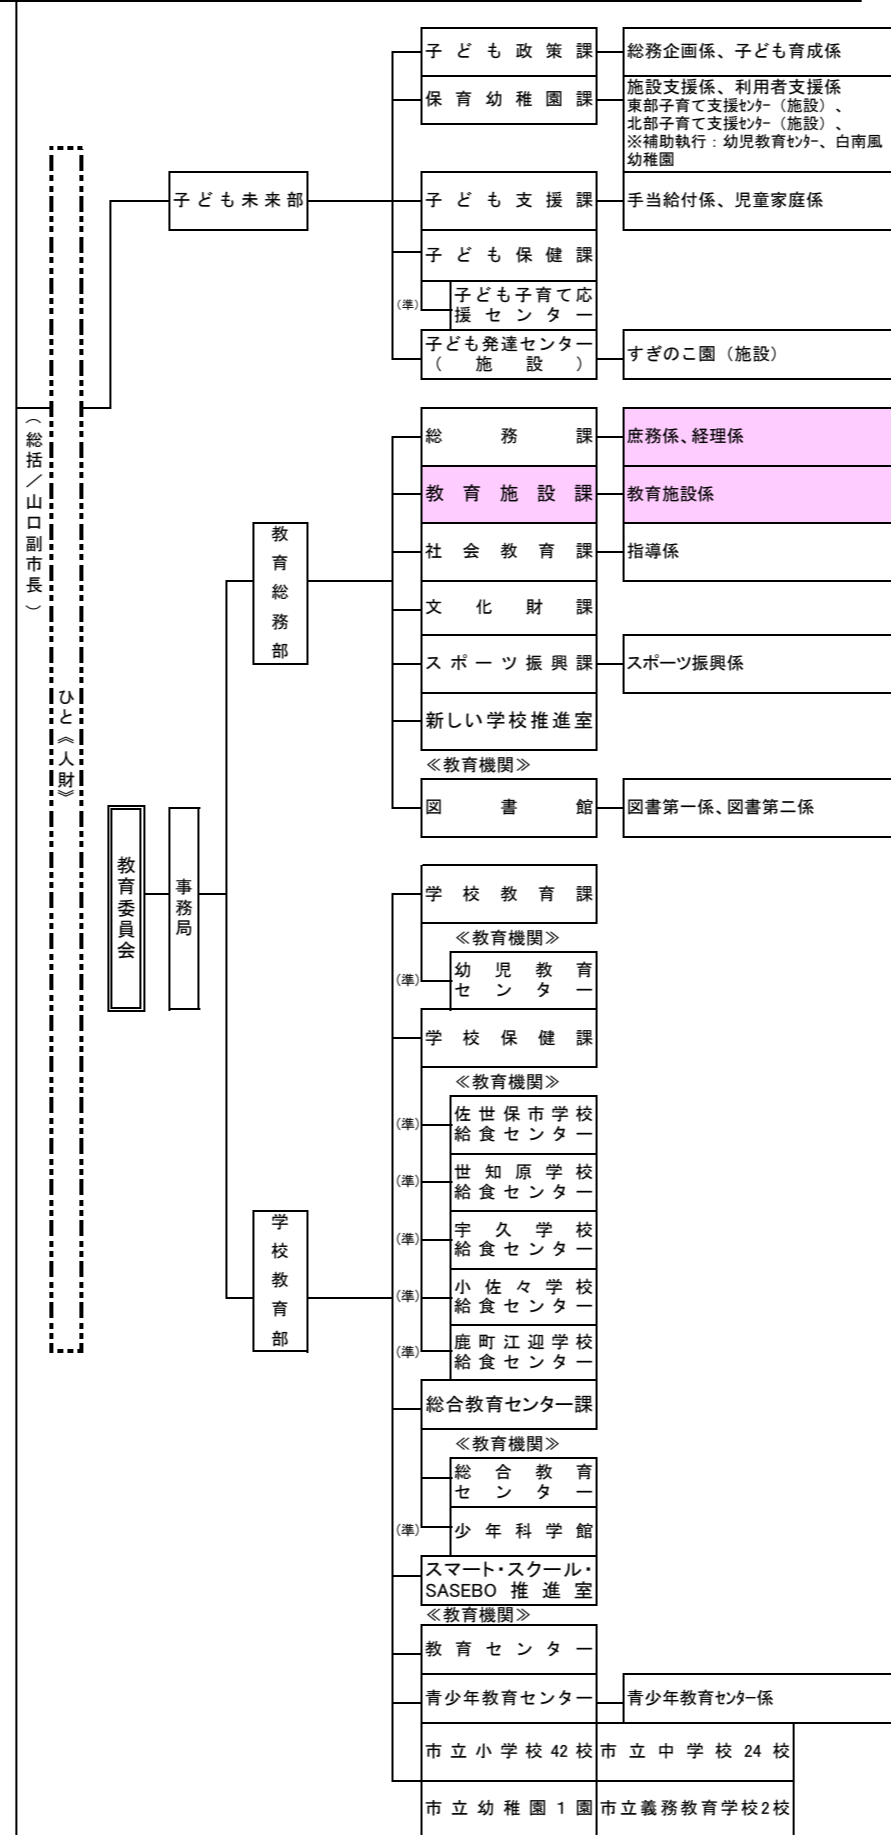 (総括/山口副市長)
ひと《人財》
子ども未来部
子ども政策課
総務企画係、子ども育成係
保育幼稚園課
施設支援係、利用者支援係
東部子育て支援ｾﾝﾀｰ（施設）、
北部子育て支援ｾﾝﾀｰ（施設）、
※補助執行：幼児教育ｾﾝﾀｰ、白南風
幼稚園
子ども支援課
手当給付係、児童家庭係
子ども保健課
(準)
子ども子育て応
援センター
子ども発達センター
（施設）
すぎのこ園（施設）
教育委員会
事務局
教育総務部
総務課
庶務係、経理係
教育施設課
教育施設係
社会教育課
指導係
文化財課
スポーツ振興課
スポーツ振興係
新しい学校推進室
≪教育機関≫
図書館
図書第一係、図書第二係
学校教育部
学校教育課
≪教育機関≫
(準)
幼児教育
センター
学校保健課
≪教育機関≫
(準)
佐世保市学校
給食センター
(準)
世知原学校
給食センター
(準)
宇久学校
給食センター
(準)
小佐々学校
給食センター
(準)
鹿町江迎学校
給食センター
総合教育センター課
≪教育機関≫
総合教育
センター
(準)
少年科学館
スマート・スクール・
SASEBO推進室
≪教育機関≫
教育センター
青少年教育センター
青少年教育ｾﾝﾀｰ係
市立小学校42校
市立中学校24校
市立幼稚園1園
市立義務教育学校2校